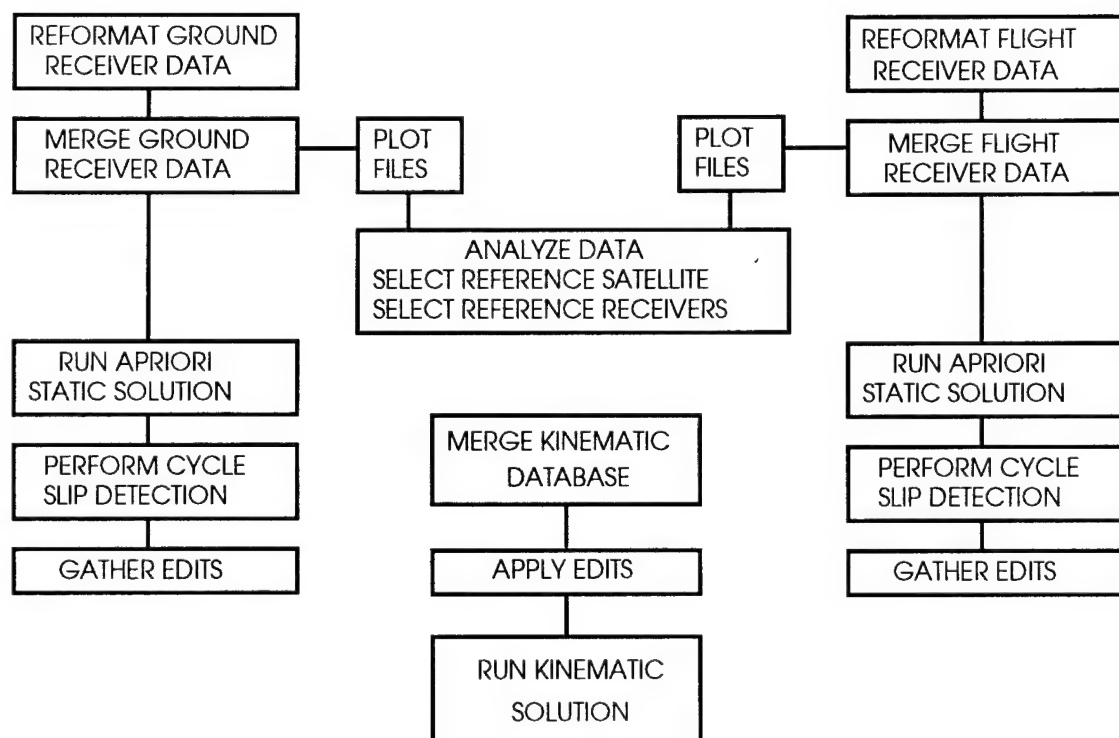 REFORMAT GROUND
RECEIVER DATA
MERGE GROUND
RECEIVER DATA
PLOT
FILES
PLOT
FILES
REFORMAT FLIGHT
RECEIVER DATA
MERGE FLIGHT
RECEIVER DATA
ANALYZE DATA
SELECT REFERENCE SATELLITE
SELECT REFERENCE RECEIVERS
RUN APRIORI
STATIC SOLUTION
PERFORM CYCLE
SLIP DETECTION
GATHER EDITS
MERGE KINEMATIC
DATABASE
APPLY EDITS
RUN KINEMATIC
SOLUTION
RUN APRIORI
STATIC SOLUTION
PERFORM CYCLE
SLIP DETECTION
GATHER EDITS